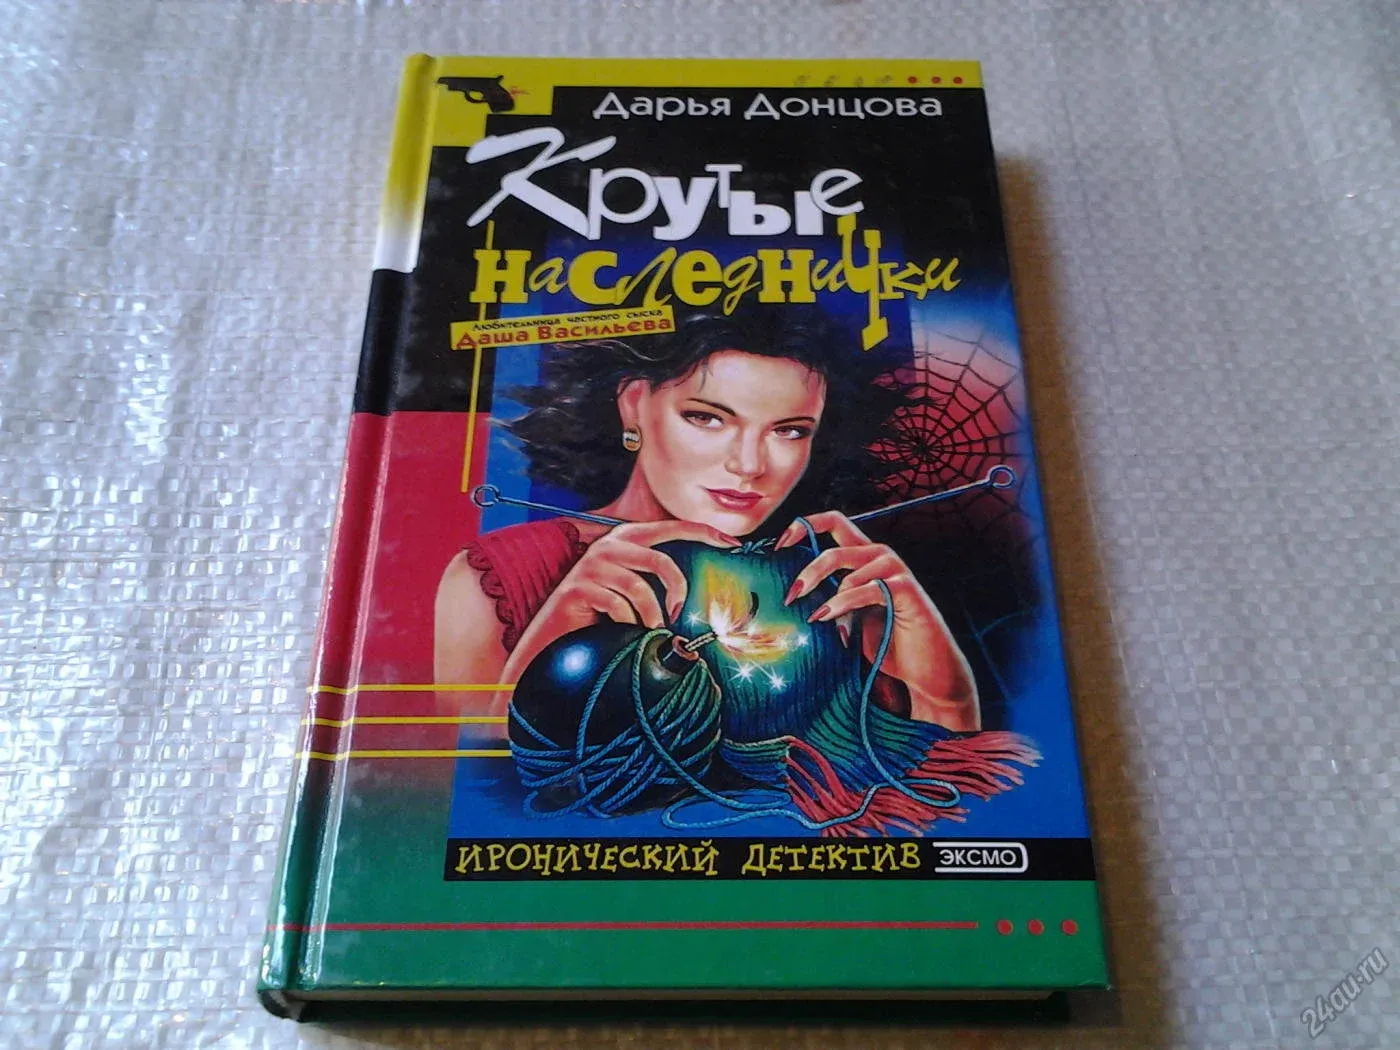 Дарья Донцова
Крутые
наследнички
Любительница частного сыска
Даша Васильева
ИРОНИЧЕСКИЙ ДЕТЕКТИВ ЭКСМО
24au.ru